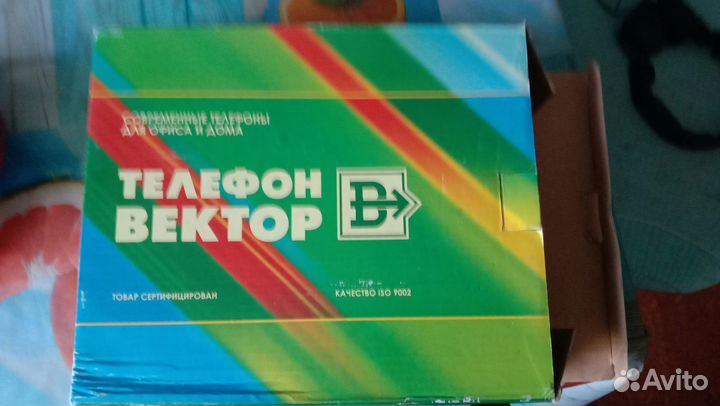 СОВРЕМЕННЫЕ ТЕЛЕФОНЫ
ДЛЯ ОФИСА И ДОМА
ТЕЛЕФОН
ВЕКТОР
В
ТОВАР СЕРТИФИЦИРОВАН
КАЧЕСТВО ISO 9002
Avito